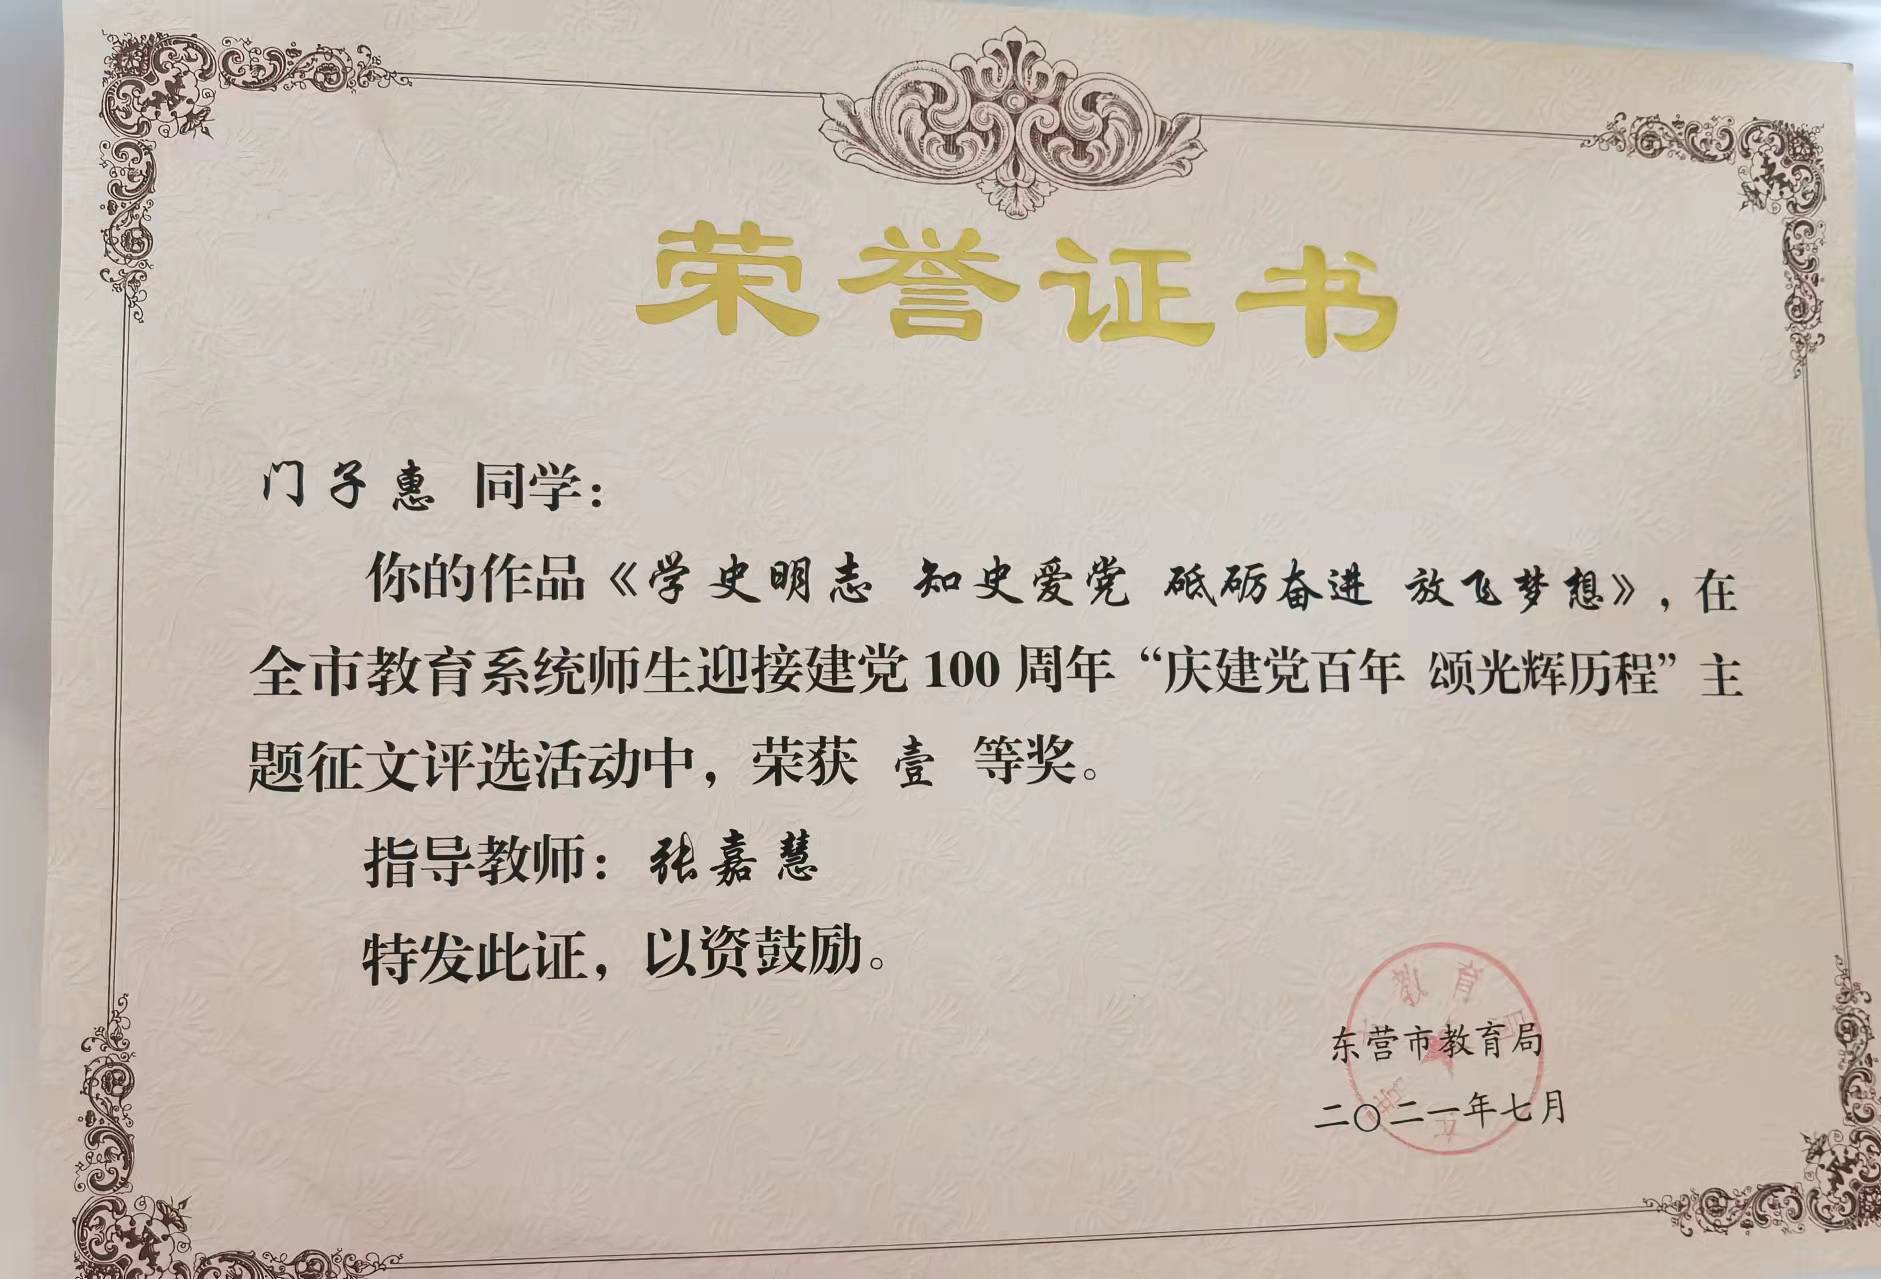 荣誉证书
门子惠 同学：
你的作品《学史明志 知史爱党 砥砺奋进 放飞梦想》，在
全市教育系统师生迎接建党 100 周年“庆建党百年 颂光辉历程”主
题征文评选活动中，荣获 壹 等奖。
指导教师：张嘉慧
特发此证，以资鼓励。
教育局
东营市教育局
二〇二一年七月